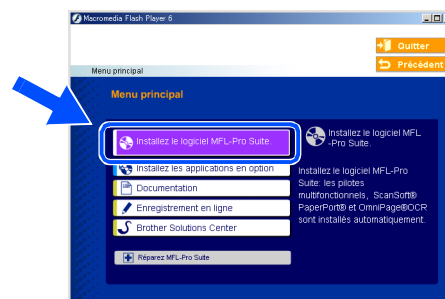 Macromedia Flash Player 6
Quitter
Précédent
Menu principal
Menu principal
Installez le logiciel MFL-Pro Suite.
Installez les applications en option
Documentation
Enregistrement en ligne
Brother Solutions Center
Réparez MFL-Pro Suite
Installez le logiciel MFL
-Pro Suite.
Installez le logiciel MFL-Pro
Suite: les pilotes
multifonctionnels, ScanSoft®
PaperPort® et OmniPage®OCR
sont installés automatiquement.